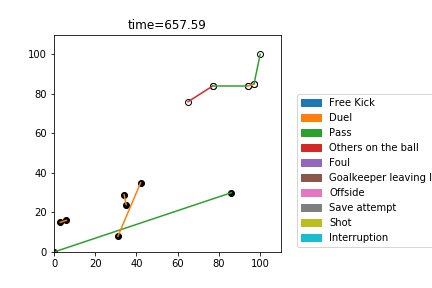 time=657.59
100
80
60
40
20
0
0 20 40 60 80 100
Free Kick
Duel
Pass
Others on the ball
Foul
Goalkeeper leaving l
Offside
Save attempt
Shot
Interruption